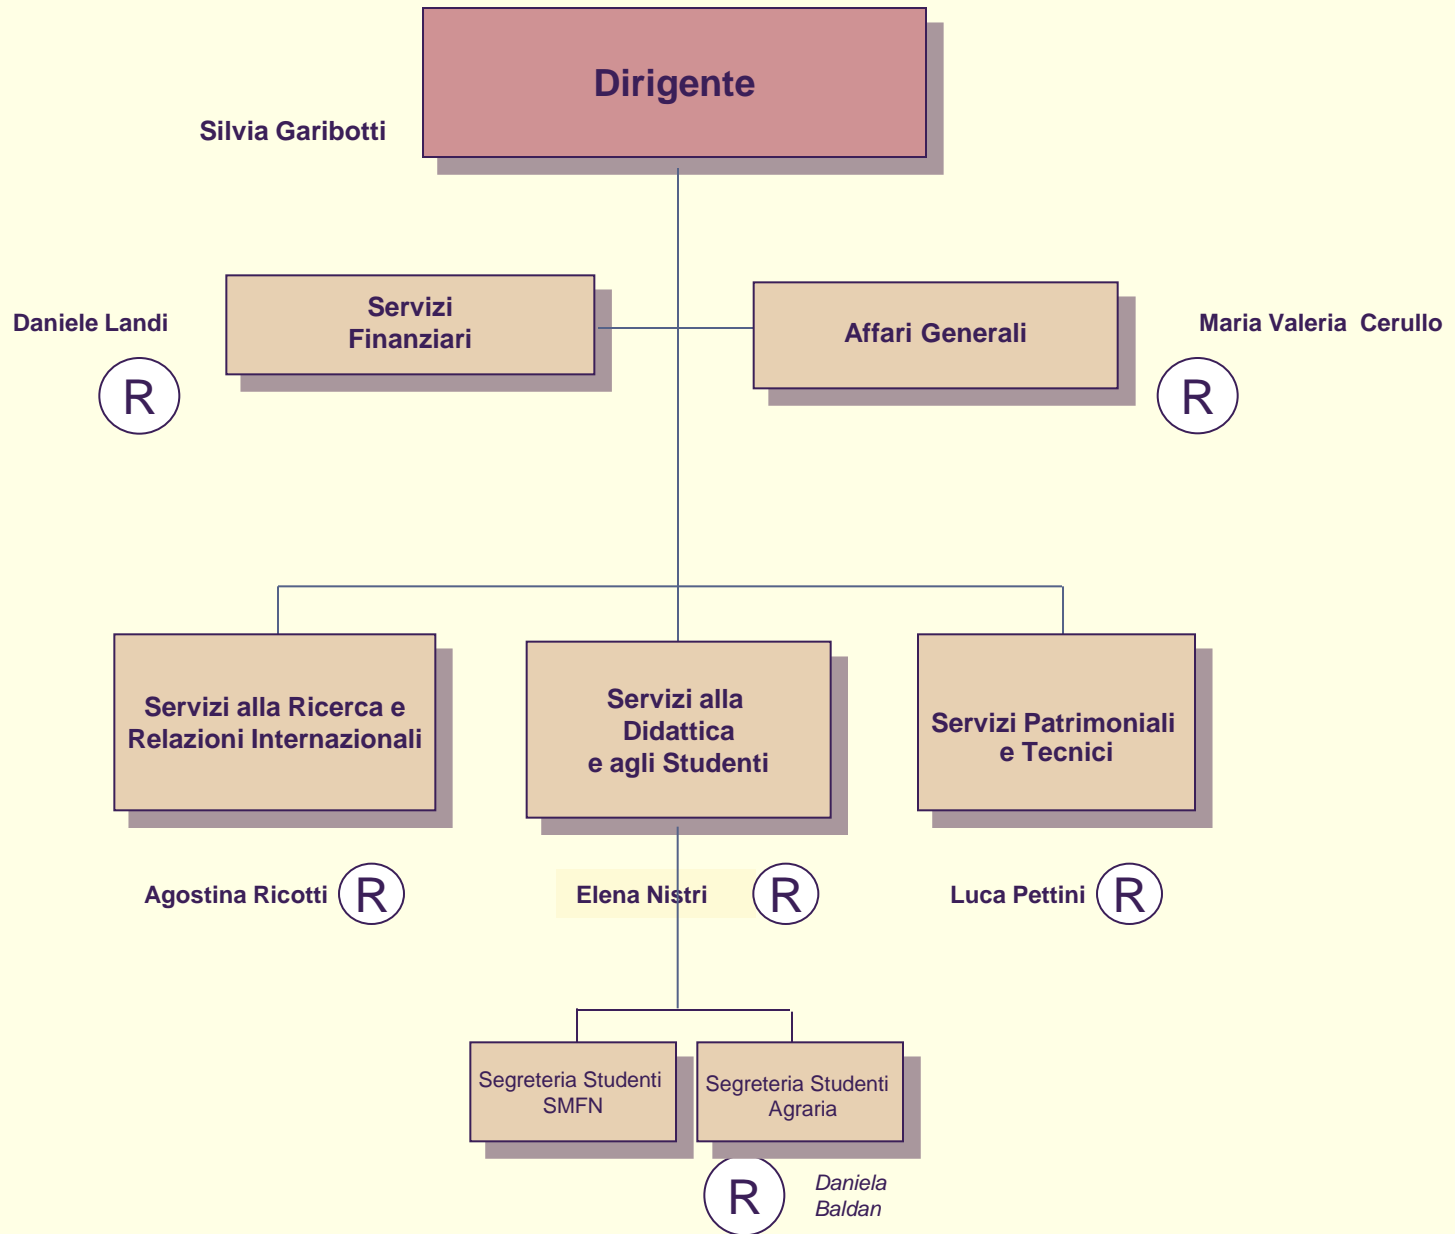 Dirigente
Silvia Garibotti
Servizi
Finanziari
Daniele Landi
R
Affari Generali
Maria Valeria Cerullo
R
Servizi alla Ricerca e
Relazioni Internazionali
Agostina Ricotti R
Servizi alla
Didattica
e agli Studenti
Elena Nistri R
Servizi Patrimoniali
e Tecnici
Luca Pettini R
Segreteria Studenti
SMFN
Segreteria Studenti
Agraria
R
Daniela
Baldan